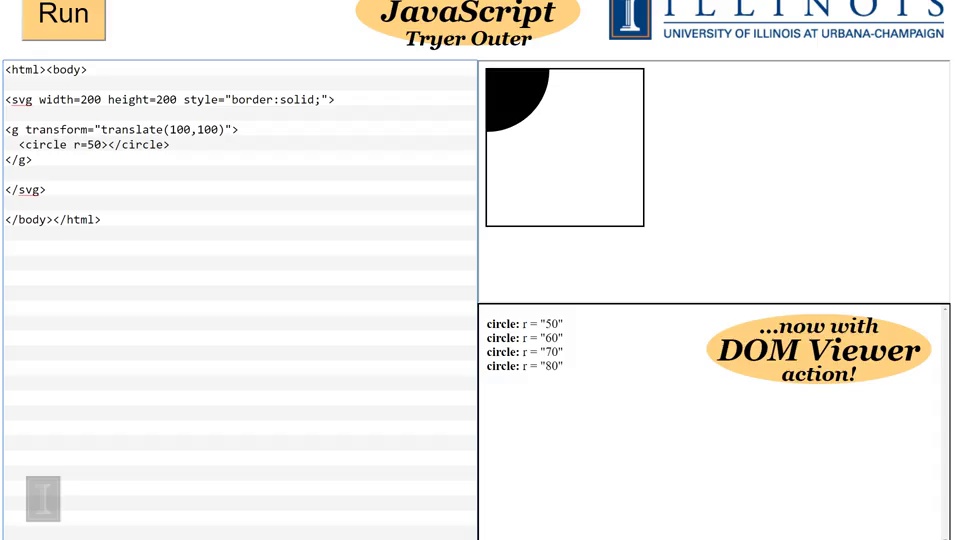 Run
JavaScript
Tryer Outer
I ILLINOIS
UNIVERSITY OF ILLINOIS AT URBANA-CHAMPAIGN
<html><body>
<svg width=200 height=200 style="border:solid;">
<g transform="translate(100,100)">
<circle r=50></circle>
</g>
</svg>
</body></html>
circle: r = "50"
circle: r = "60"
circle: r = "70"
circle: r = "80"
...now with
DOM Viewer
action!
I